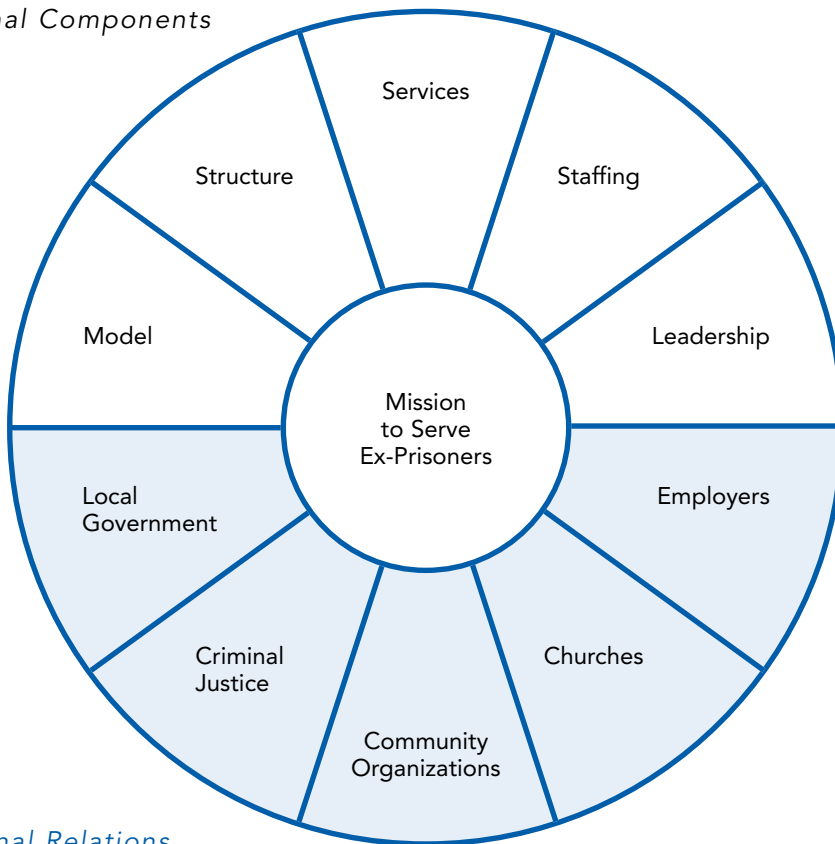 nal Components
Services
Structure
Staffing
Model
Leadership
Mission
to Serve
Ex-Prisoners
Local
Government
Employers
Criminal
Justice
Churches
Community
Organizations
nal Relations